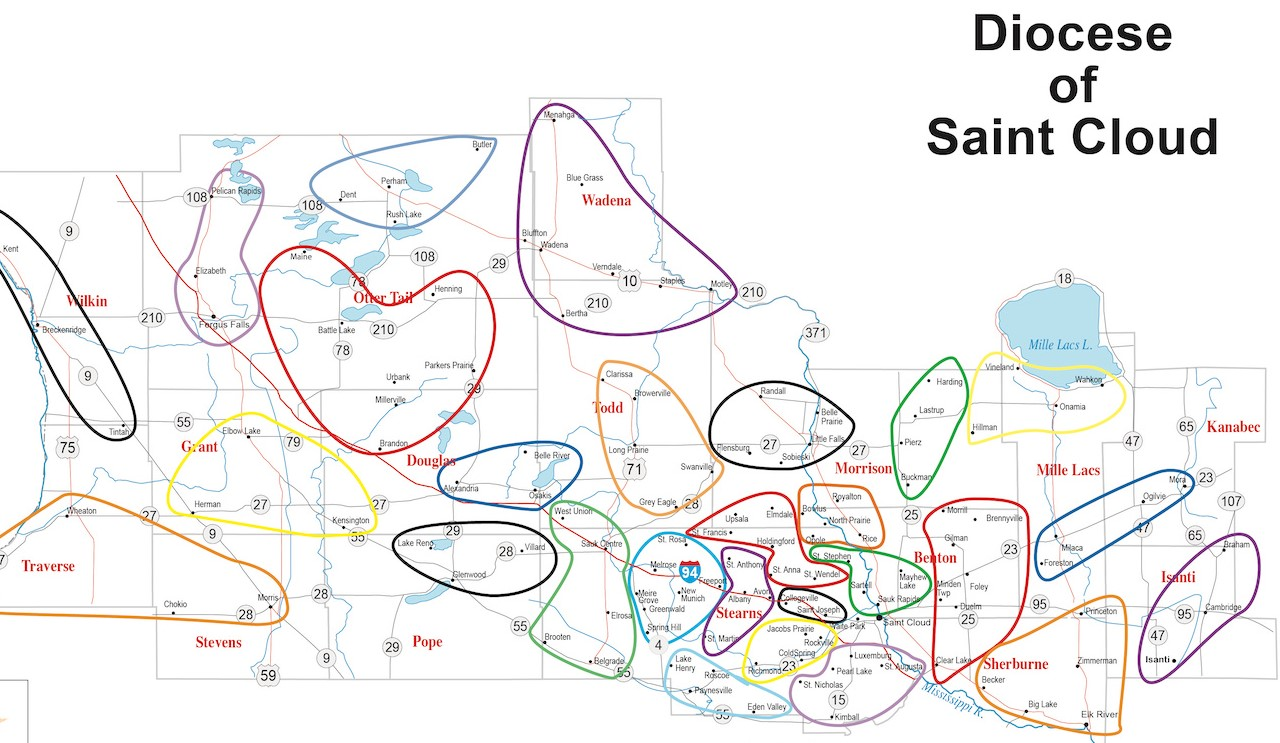 Diocese
of
Saint Cloud
Menahga
Butler
Blue Grass
Wadena
Perham
Dent
Pelican Rapids
108
108
Rush Lake
Kent
9
Bluffton
Wadena
Maine
108
29
Elizabeth
Verndale
10
Staples
Motley
210
18
78
Otter Tail
Henning
Wilkin
210
Fergus Falls
Bertha
210
Breckenridge
Battle Lake
210
371
78
Mille Lacs L.
Parkers Prairie
Vineland
Wahkon
9
Urbank
29
Clarissa
Harding
Millerville
Browerville
Randall
Todd
Lastrup
Onamia
Belle
Prairie
55
Elbow Lake
79
Tintah
Hillman
65
Kanabec
75
Grant
Brandon
Long Prairie
Flensburg
27
Little Falls
27
Pierz
47
Douglas
Belle River
Sobieski
71
Swanville
Morrison
Mille Lacs
Buckman
Mora
23
Alexandria
Osakis
Ogilvie
107
Herman
27
27
Grey Eagle
28
Royalton
Wheaton
27
West Union
Bowlus
Elmdale
Upsala
25
Morrill
Brennyville
Kensington
North Prairie
47
9
55
29
St. Francis
Rice
65
Lake Reno
28
Villard
Sauk Centre
St. Rosa
Holdingford
Opole
Gilman
23
Milaca
Braham
7
Traverse
St. Stephen
Benton
Foreston
Glenwood
Melrose
94
St. Anthony
St. Anna
St. Wendel
Mayhew
Lake
Foley
Isanti
Freeport
Sartell
Minden
Twp
28
Meire
Grove
New
Munich
Albany
Avon
Collegeville
Sauk Rapids
Chokio
28
Morris
Greenwald
Saint Joseph
Duelm
95
Princeton
95
Cambridge
Elrosa
Stearns
25
55
Spring Hill
Jacobs Prairie
Waite Park
Saint Cloud
47
Stevens
29
Pope
Brooten
4
St. Martin
Rockville
9
Belgrade
Lake
Henry
Cold Spring
Luxemburg
Clear Lake
Sherburne
Zimmerman
Isanti
59
55
Roscoe
Richmond
23
Pearl Lake
St. Augusta
Becker
Paynesville
St. Nicholas
15
Mississippi R.
Eden Valley
Big Lake
55
Kimball
Elk River